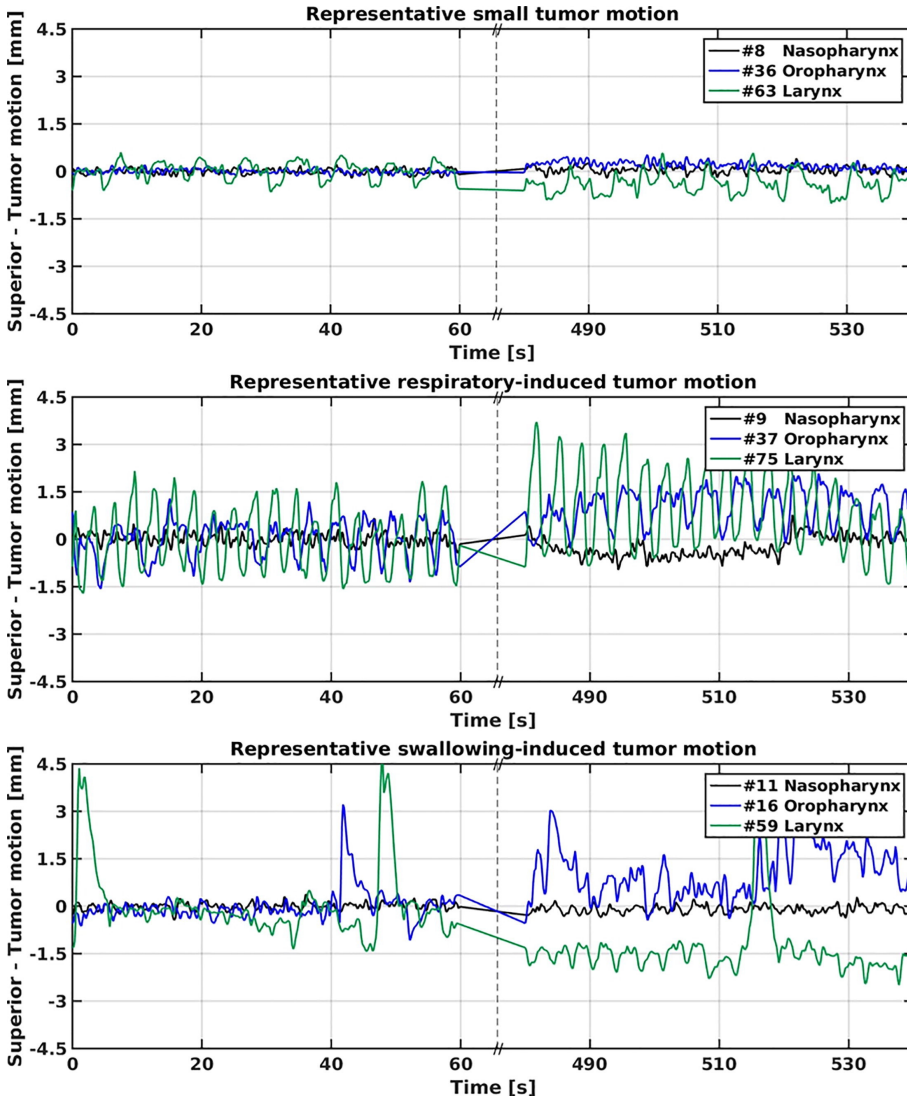 Representative small tumor motion
Superior - Tumor motion [mm]
4.5
3
1.5
0
-1.5
-3
-4.5
#8 Nasopharynx
#36 Oropharynx
#63 Larynx
0 20 40 60 490 510 530
Time [s]
Representative respiratory-induced tumor motion
Superior - Tumor motion [mm]
4.5
3
1.5
0
-1.5
-3
-4.5
#9 Nasopharynx
#37 Oropharynx
#75 Larynx
0 20 40 60 490 510 530
Time [s]
Representative swallowing-induced tumor motion
Superior - Tumor motion [mm]
4.5
3
1.5
0
-1.5
-3
-4.5
#11 Nasopharynx
#16 Oropharynx
#59 Larynx
0 20 40 60 490 510 530
Time [s]